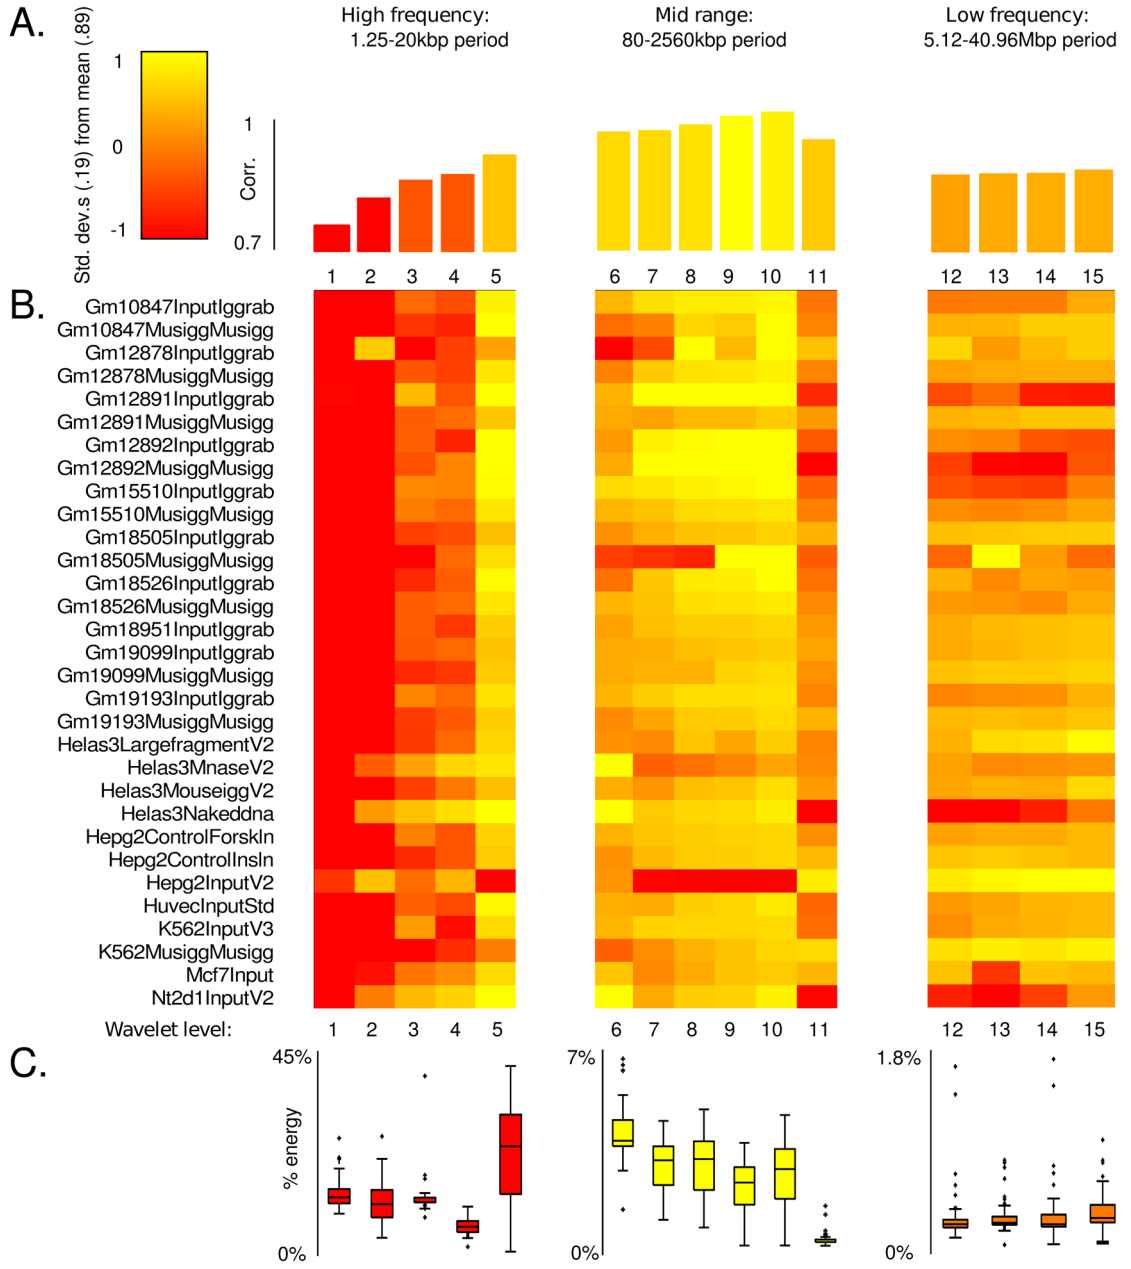 A.
High frequency:
1.25-20kbp period
Mid range:
80-2560kbp period
Low frequency:
5.12-40.96Mbp period
Std. dev.s (.19) from mean (.89)
1
0
-1
Corr.
1
0.7
1 2 3 4 5 6 7 8 9 10 11 12 13 14 15
B.
Gm10847InputIggrab
Gm10847MusiggMusigg
Gm12878InputIggrab
Gm12878MusiggMusigg
Gm12891InputIggrab
Gm12891MusiggMusigg
Gm12892InputIggrab
Gm12892MusiggMusigg
Gm15510InputIggrab
Gm15510MusiggMusigg
Gm18505InputIggrab
Gm18505MusiggMusigg
Gm18526InputIggrab
Gm18526MusiggMusigg
Gm18951InputIggrab
Gm19099InputIggrab
Gm19099MusiggMusigg
Gm19193InputIggrab
Gm19193MusiggMusigg
Helas3LargefragmentV2
Helas3MnaseV2
Helas3MouseiggV2
Helas3Nakeddna
Hepg2ControlForskln
Hepg2ControlInsln
Hepg2InputV2
HuvecInputStd
K562InputV3
K562MusiggMusigg
Mcf7Input
Nt2d1InputV2
Wavelet level: 1 2 3 4 5 6 7 8 9 10 11 12 13 14 15
C.
45%
% energy
0%
7%
0%
1.8%
0%